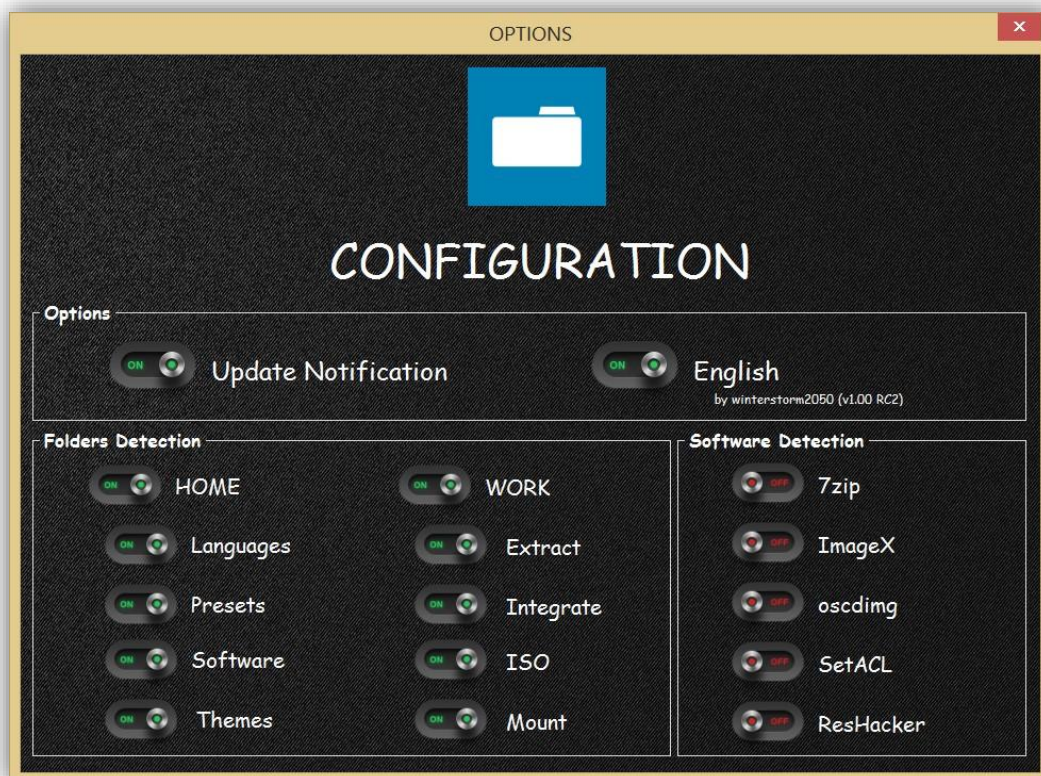 OPTIONS
CONFIGURATION
Options
ON Update Notification
ON English
by winterstorm2050 (v1.00 RC2)
Folders Detection
ON HOME
ON WORK
ON Languages
ON Extract
ON Presets
ON Integrate
ON Software
ON ISO
ON Themes
ON Mount
Software Detection
OFF 7zip
OFF ImageX
OFF oscdimg
OFF SetACL
OFF ResHacker